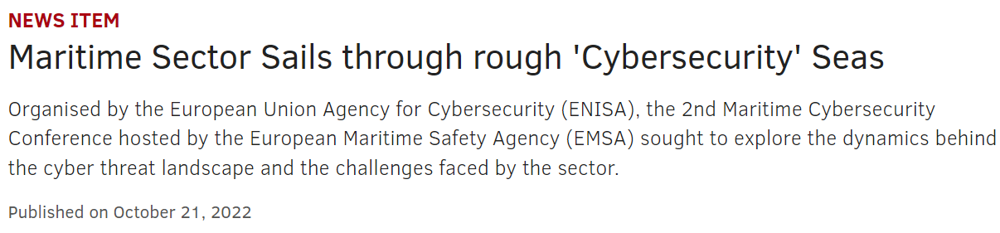 NEWS ITEM
Maritime Sector Sails through rough 'Cybersecurity' Seas
Organised by the European Union Agency for Cybersecurity (ENISA), the 2nd Maritime Cybersecurity
Conference hosted by the European Maritime Safety Agency (EMSA) sought to explore the dynamics behind
the cyber threat landscape and the challenges faced by the sector.
Published on October 21, 2022